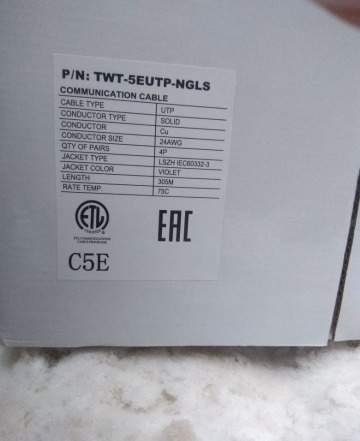 P/N: TWT-5EUTP-NGLS
COMMUNICATION CABLE
CABLE TYPE UTP
CONDUCTOR TYPE SOLID
CONDUCTOR Cu
CONDUCTOR SIZE 24AWG
QTY OF PAIRS 4P
JACKET TYPE LSZH IEC60332-3
JACKET COLOR VIOLET
LENGTH 305M
RATE TEMP. 75C
ETL
EAC
C5E